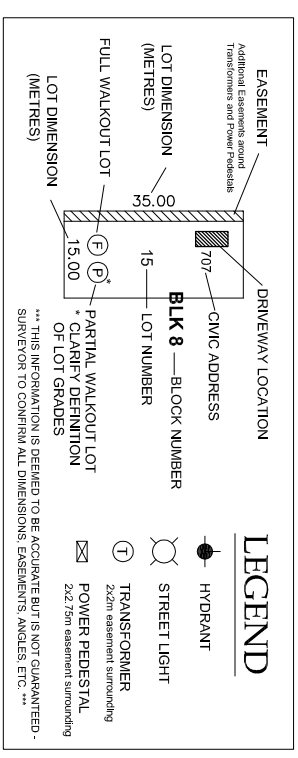 LEGEND
EASEMENT
Additional Easements around
Transformers and Power Pedestals
DRIVEWAY LOCATION
LOT DIMENSION
(METRES)
35.00
707
CIVIC ADDRESS
BLK 8
BLOCK NUMBER
15
LOT NUMBER
FULL WALKOUT LOT
F
P
*
PARTIAL WALKOUT LOT
* CLARIFY DEFINITION
OF LOT GRADES
LOT DIMENSION
(METRES)
15.00
HYDRANT
STREET LIGHT
T
TRANSFORMER
2x2m easement surrounding
POWER PEDESTAL
2x2.75m easement surrounding
*** THIS INFORMATION IS DEEMED TO BE ACCURATE BUT IS NOT GUARANTEED -
SURVEYOR TO CONFIRM ALL DIMENSIONS, EASEMENTS, ANGLES, ETC. ***